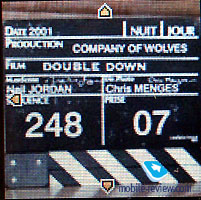 DATE 2001 NUIT JOUR
PRODUCTION COMPANY OF WOLVES
FILM DOUBLE DOWN
Neil JORDAN Chris MENGES
PRISE
248 07
mobile-review.com